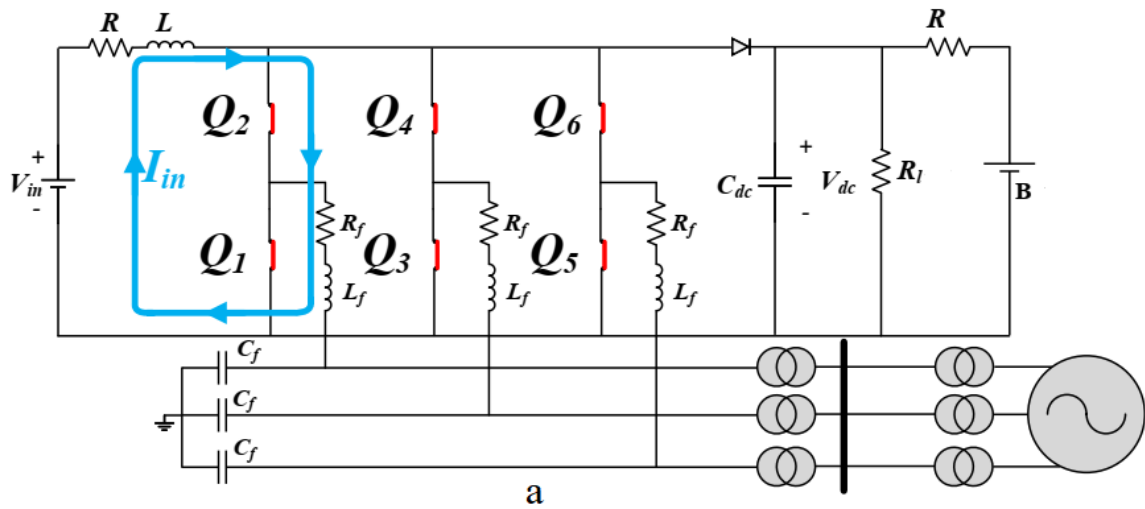 R L R
Q2 Q4 Q6
+ +
Vin Iin Cdc Vdc Rl B
- -
Rf Rf Rf
Q1 Q3 Q5
Lf Lf Lf
Cf
Cf
Cf
a